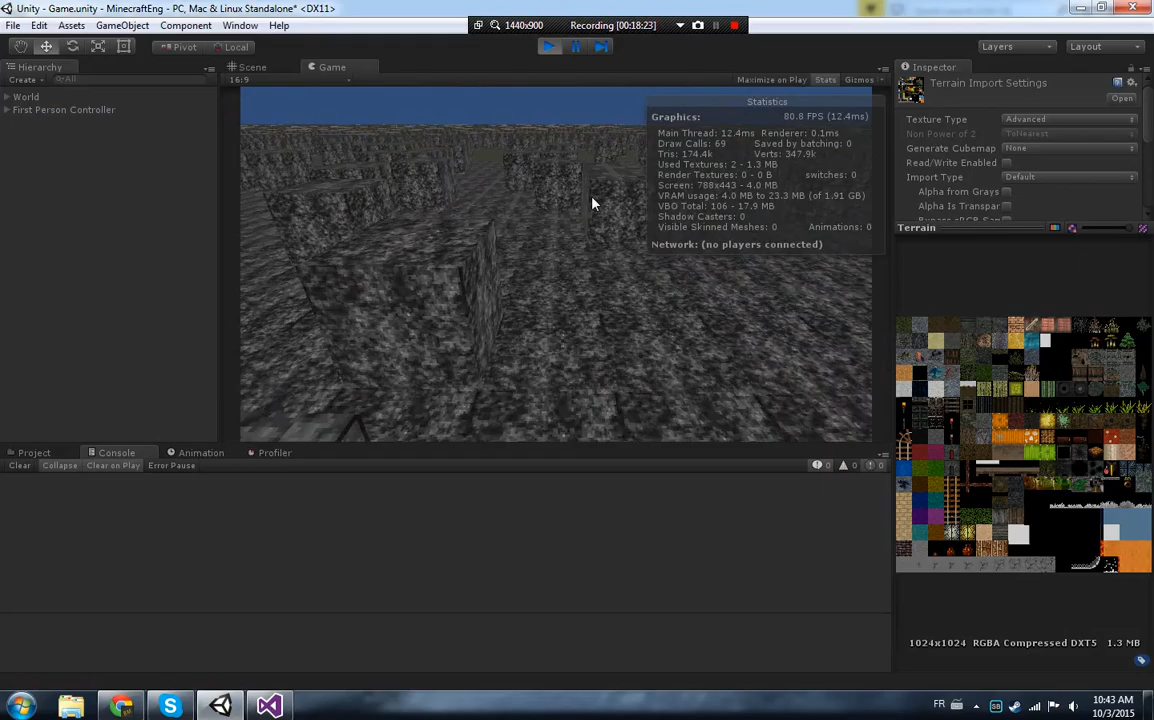 Unity - Game.unity - MinecraftEng - PC, Mac & Linux Standalone* <DX11>
File Edit Assets GameObject Component Window Help
1440x900 Recording [00:18:23]
Pivot Local Layers Layout
Hierarchy Scene Game Inspector
Create All 16:9 Maximize on Play Stats Gizmos Terrain Import Settings
World Open
First Person Controller
Statistics
Graphics: 80.8 FPS (12.4ms)
Main Thread: 12.4ms Renderer: 0.1ms
Draw Calls: 69 Saved by batching: 0
Tris: 174.4k Verts: 347.9k
Used Textures: 2 - 1.3 MB
Render Textures: 0 - 0 B switches: 0
Screen: 788x443 - 4.0 MB
VRAM usage: 4.0 MB to 23.3 MB (of 1.91 GB)
VBO Total: 106 - 17.9 MB
Shadow Casters: 0
Visible Skinned Meshes: 0 Animations: 0
Network: (no players connected)
Texture Type Advanced
Non Power of 2 ToNearest
Generate Cubemap None
Read/Write Enabled
Import Type Default
Alpha from Grays
Alpha Is Transpar
Terrain
Project Console Animation Profiler
Clear Collapse Clear on Play Error Pause 0 0 0
1024x1024 RGBA Compressed DXT5 1.3 MB
FR 10:43 AM
10/3/2015